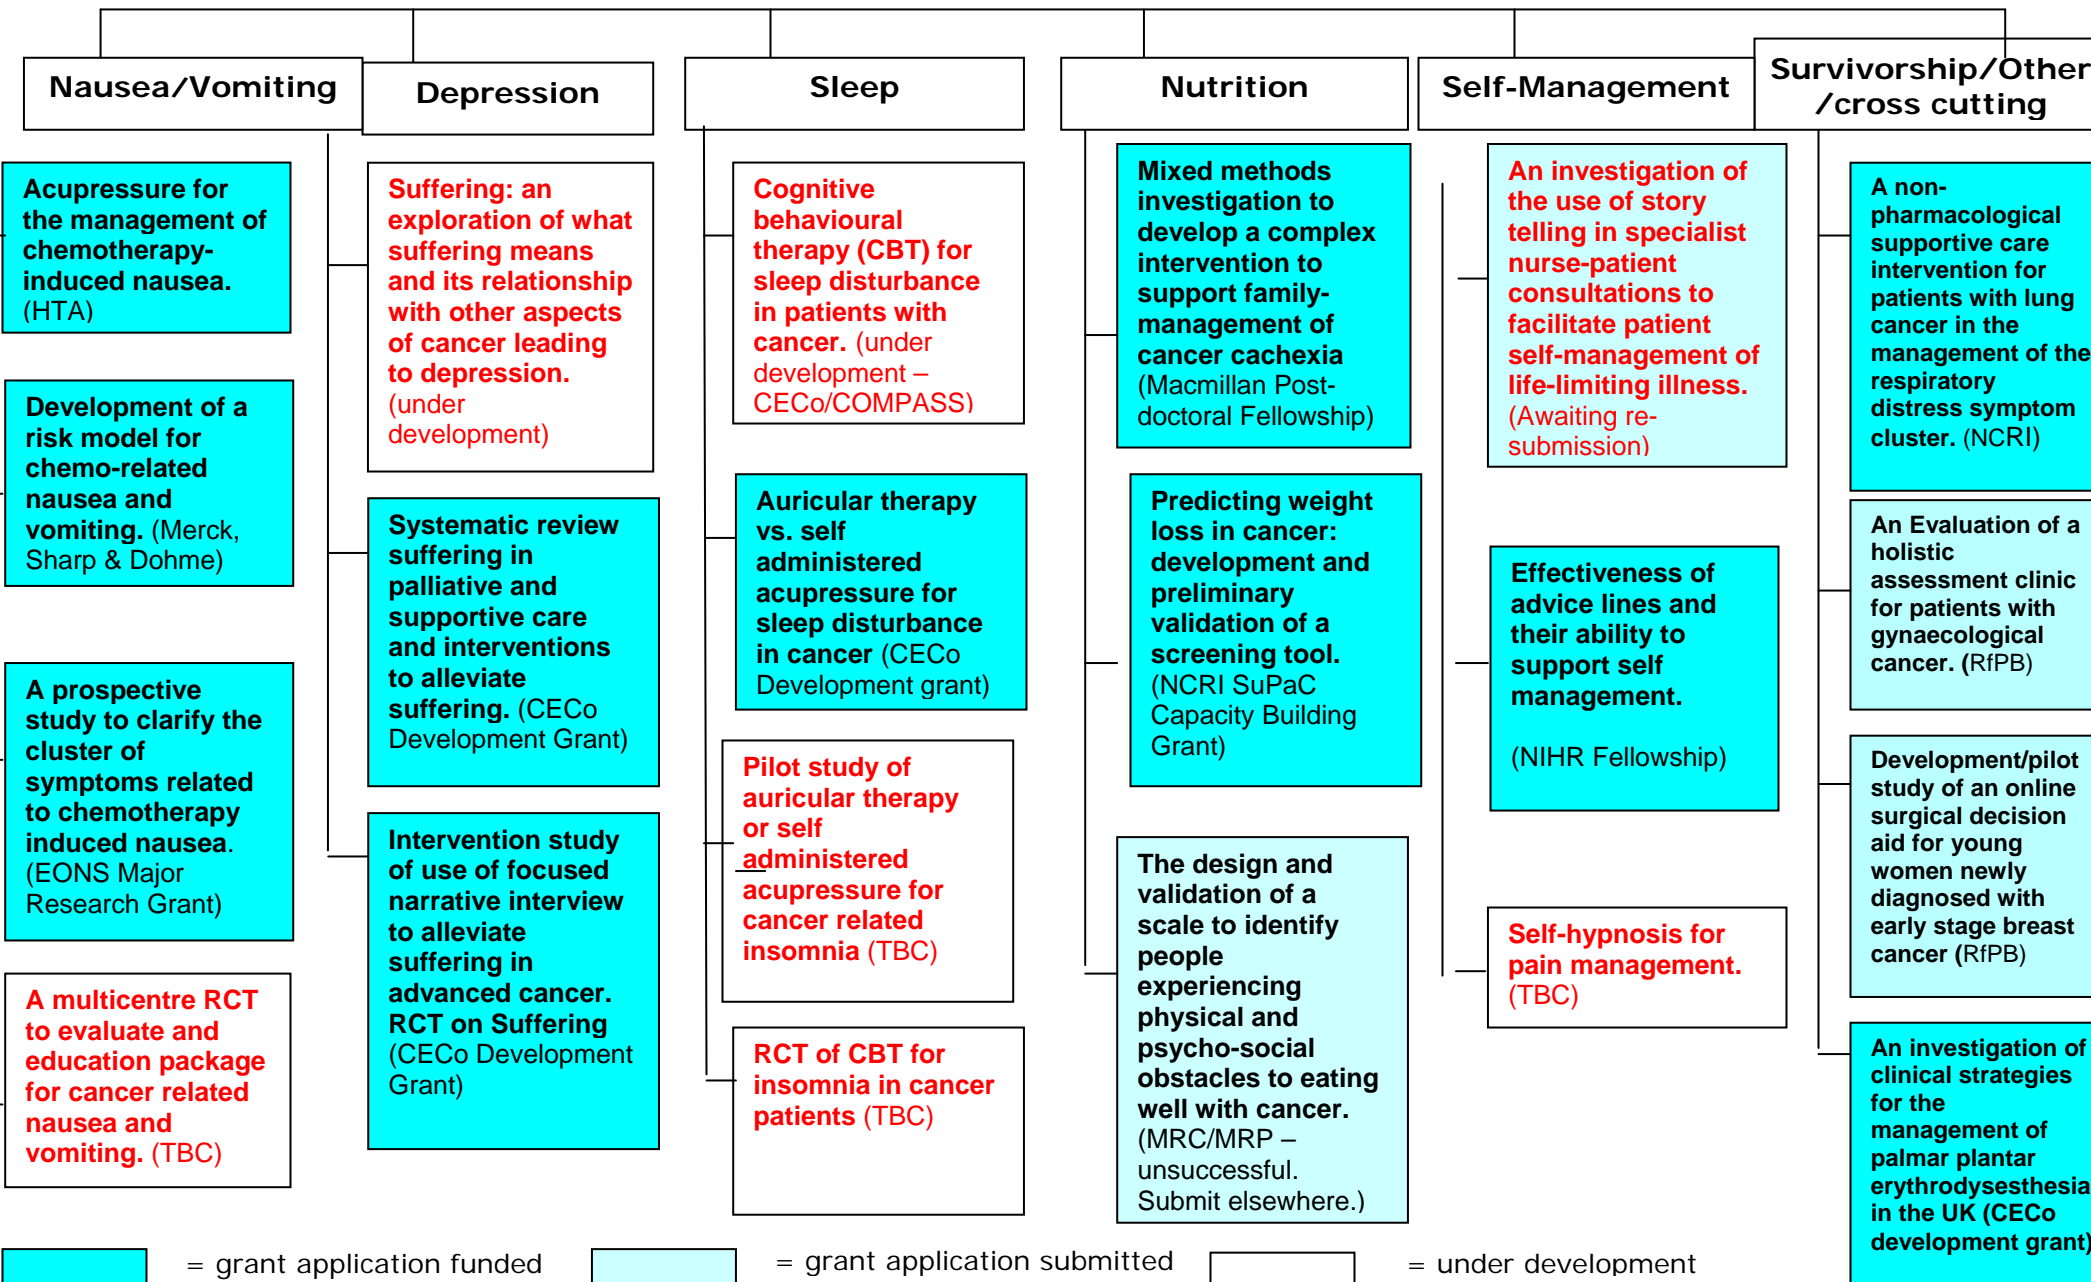 Nausea/Vomiting
Acupressure for
the management of
chemotherapy-
induced nausea.
(HTA)
Development of a
risk model for
chemo-related
nausea and
vomiting. (Merck,
Sharp & Dohme)
A prospective
study to clarify the
cluster of
symptoms related
to chemotherapy
induced nausea.
(EONS Major
Research Grant)
A multicentre RCT
to evaluate and
education package
for cancer related
nausea and
vomiting. (TBC)
Depression
Suffering: an
exploration of what
suffering means
and its relationship
with other aspects
of cancer leading
to depression.
(under
development)
Systematic review
suffering in
palliative and
supportive care
and interventions
to alleviate
suffering. (CECo
Development Grant)
Intervention study
of use of focused
narrative interview
to alleviate
suffering in
advanced cancer.
RCT on Suffering
(CECo Development
Grant)
Sleep
Cognitive
behavioural
therapy (CBT) for
sleep disturbance
in patients with
cancer. (under
development –
CECo/COMPASS)
Auricular therapy
vs. self
administered
acupressure for
sleep disturbance
in cancer (CECo
Development grant)
Pilot study of
auricular therapy
or self
administered
acupressure for
cancer related
insomnia (TBC)
RCT of CBT for
insomnia in cancer
patients (TBC)
Nutrition
Mixed methods
investigation to
develop a complex
intervention to
support family-
management of
cancer cachexia
(Macmillan Post-
doctoral Fellowship)
Predicting weight
loss in cancer:
development and
preliminary
validation of a
screening tool.
(NCRI SuPaC
Capacity Building
Grant)
The design and
validation of a
scale to identify
people
experiencing
physical and
psycho-social
obstacles to eating
well with cancer.
(MRC/MRP –
unsuccessful.
Submit elsewhere.)
Self-Management
An investigation of
the use of story
telling in specialist
nurse-patient
consultations to
facilitate patient
self-management of
life-limiting illness.
(Awaiting re-
submission)
Effectiveness of
advice lines and
their ability to
support self
management.
(NIHR Fellowship)
Self-hypnosis for
pain management.
(TBC)
Survivorship/Other
/cross cutting
A non-
pharmacological
supportive care
intervention for
patients with lung
cancer in the
management of the
respiratory
distress symptom
cluster. (NCRI)
An Evaluation of a
holistic
assessment clinic
for patients with
gynaecological
cancer. (RfPB)
Development/pilot
study of an online
surgical decision
aid for young
women newly
diagnosed with
early stage breast
cancer (RfPB)
An investigation of
clinical strategies
for the
management of
palmar plantar
erythrodysesthesia
in the UK (CECo
development grant)
= grant application funded
= grant application submitted
= under development